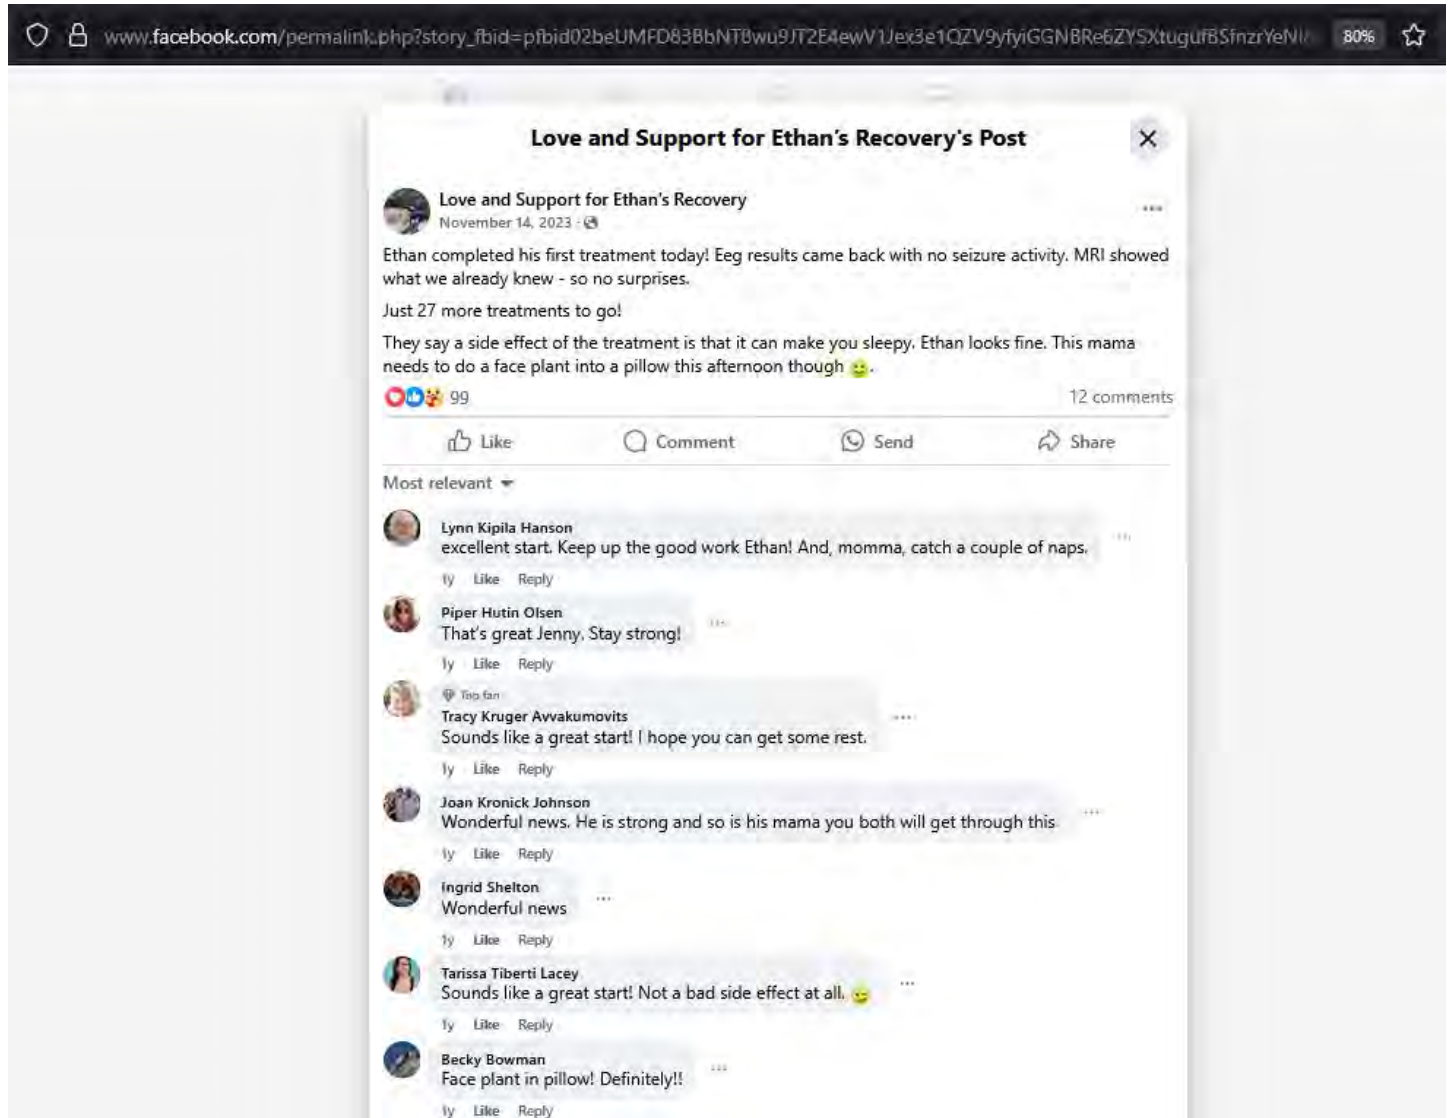 www.facebook.com/permalink.php?story_fbid=
80%
Love and Support for Ethan's Recovery's Post
Love and Support for Ethan's Recovery
November 14, 2023 ·
Ethan completed his first treatment today! Eeg results came back with no seizure activity. MRI showed
what we already knew - so no surprises.
Just 27 more treatments to go!
They say a side effect of the treatment is that it can make you sleepy. Ethan looks fine. This mama
needs to do a face plant into a pillow this afternoon though 🙂.
99
12 comments
Like Comment Send Share
Most relevant
Lynn Kipila Hanson
excellent start. Keep up the good work Ethan! And, momma, catch a couple of naps.
1y Like Reply
Piper Hutin Olsen
That's great Jenny. Stay strong!
1y Like Reply
Top fan
Tracy Kruger Avvakumovits
Sounds like a great start! I hope you can get some rest.
1y Like Reply
Joan Kronick Johnson
Wonderful news. He is strong and so is his mama you both will get through this
1y Like Reply
Ingrid Shelton
Wonderful news
1y Like Reply
Tarissa Tiberti Lacey
Sounds like a great start! Not a bad side effect at all. 😉
1y Like Reply
Becky Bowman
Face plant in pillow! Definitely!!
1y Like Reply